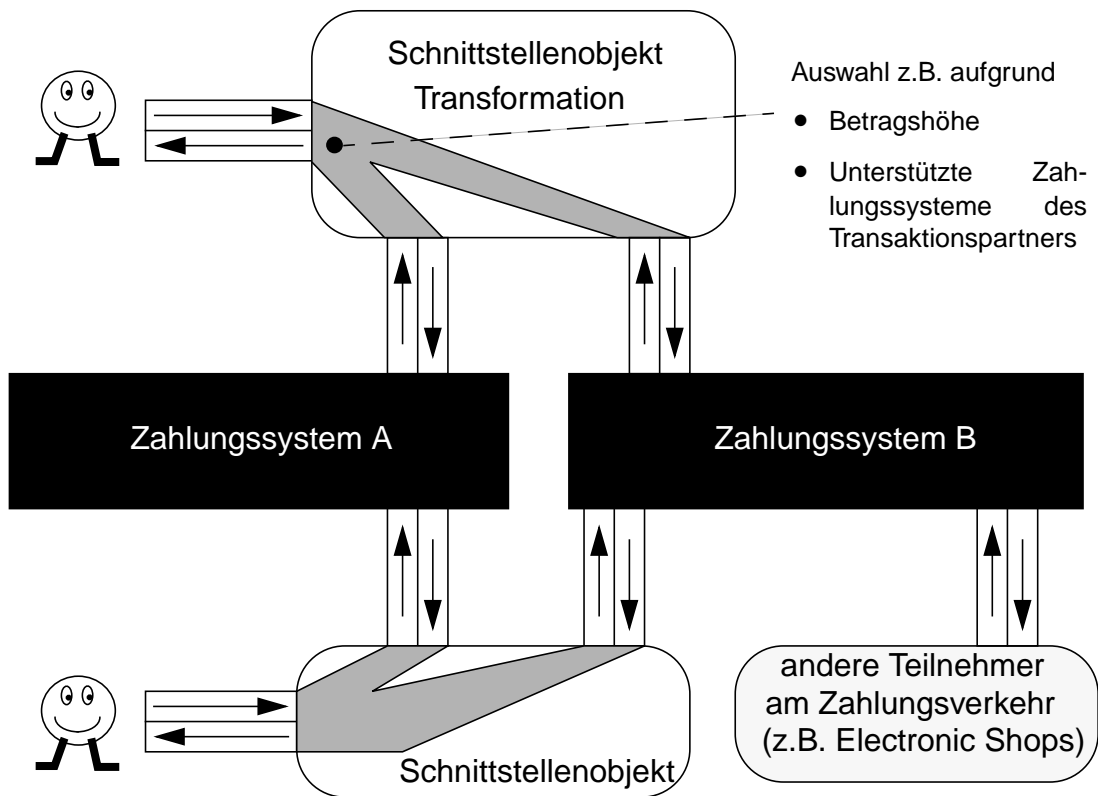 Schnittstellenobjekt
Transformation
Auswahl z.B. aufgrund
● Betragshöhe
● Unterstützte Zah-
lungssysteme des
Transaktionspartners
Zahlungssystem A
Zahlungssystem B
Schnittstellenobjekt
andere Teilnehmer
am Zahlungsverkehr
(z.B. Electronic Shops)